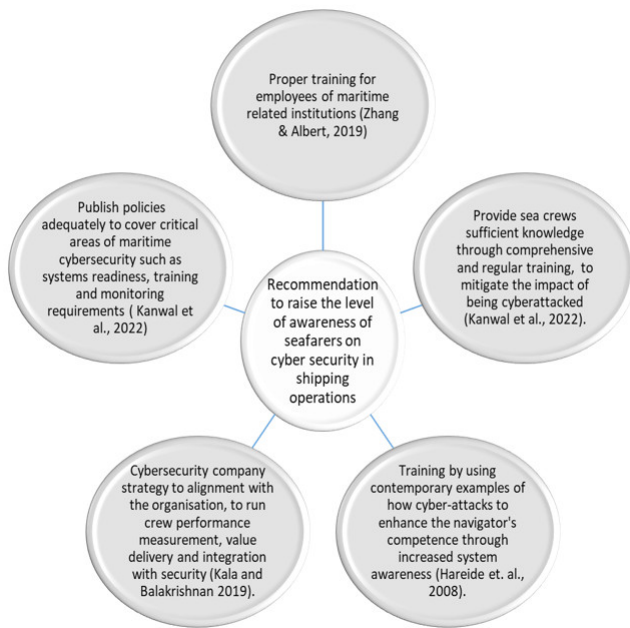 Proper training for
employees of maritime
related institutions (Zhang
& Albert, 2019)
Publish policies
adequately to cover critical
areas of maritime
cybersecurity such as
systems readiness, training
and monitoring
requirements ( Kanwal et
al., 2022)
Provide sea crews
sufficient knowledge
through comprehensive
and regular training,  to
mitigate the impact of
being cyberattacked
(Kanwal et al., 2022).
Recommendation
to raise the level
of awareness of
seafarers on
cyber security in
shipping
operations
Cybersecurity company
strategy to alignment with
the organisation, to run
crew performance
measurement, value
delivery and integration
with security (Kala and
Balakrishnan 2019).
Training by using
contemporary examples of
how cyber-attacks to
enhance the navigator's
competence through
increased system
awareness (Hareide et. al.,
2008).